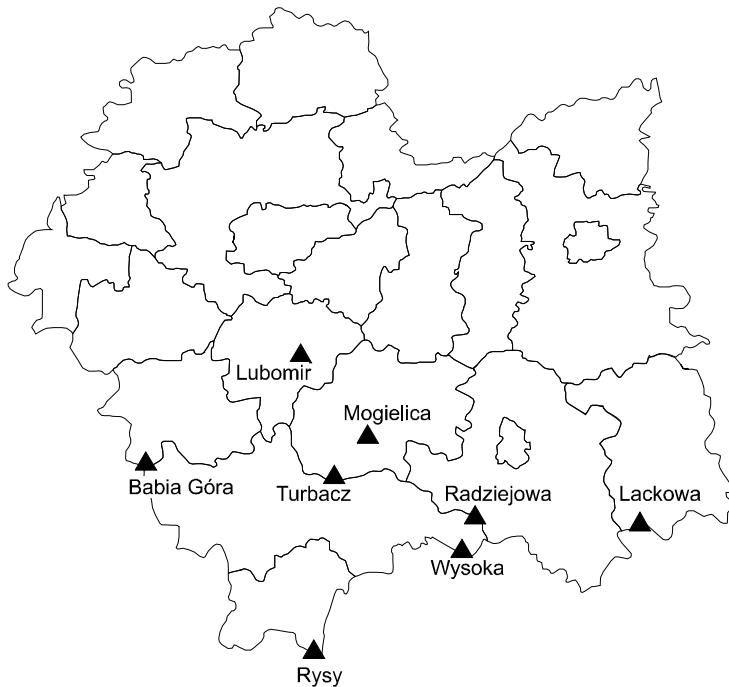 Lubomir
Mogielica
Babia Góra
Turbacz
Radziejowa
Lackowa
Wysoka
Rysy